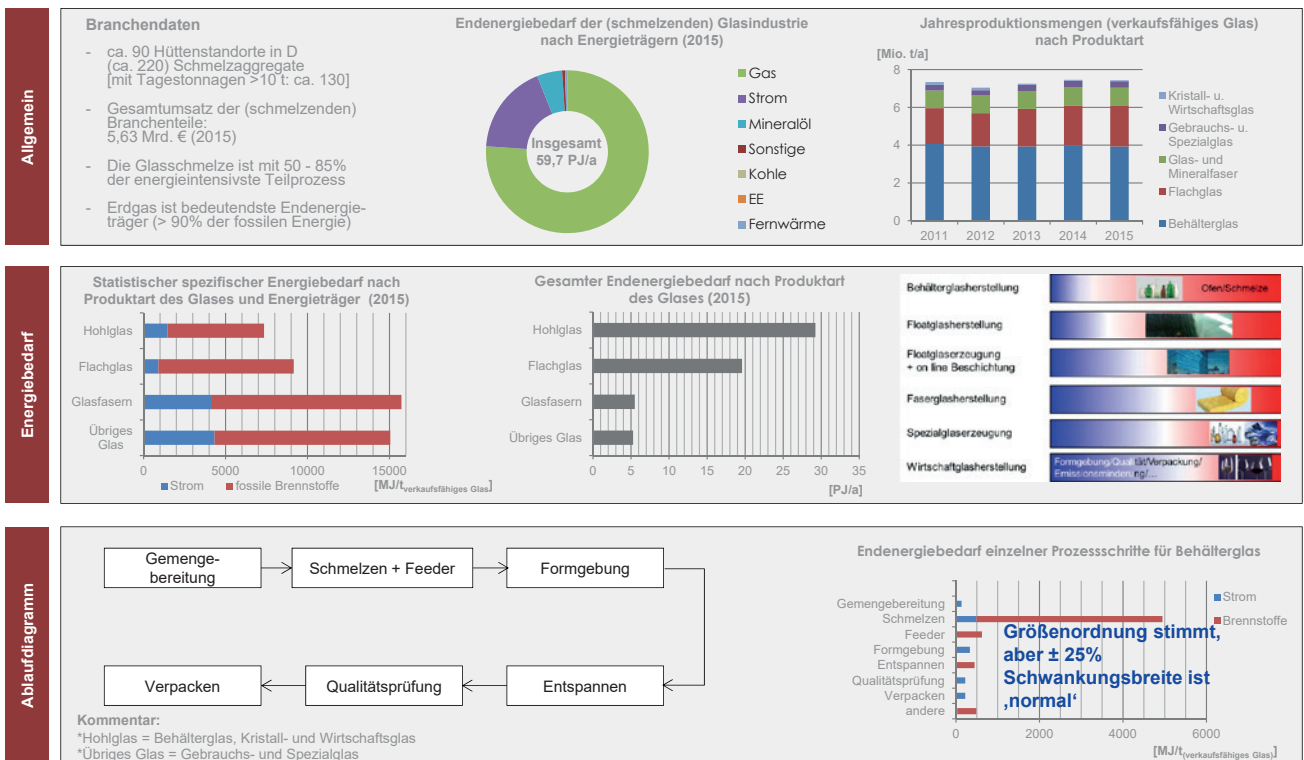 Allgemein
Branchendaten
- ca. 90 Hüttenstandorte in D
(ca. 220) Schmelzaggregate
[mit Tagestonnagen >10 t: ca. 130]
- Gesamtumsatz der (schmelzenden)
Branchenteile:
5,63 Mrd. € (2015)
- Die Glasschmelze ist mit 50 - 85%
der energieintensivste Teilprozess
- Erdgas ist bedeutendste Endenergie-
träger (> 90% der fossilen Energie)
Endenergiebedarf der (schmelzenden) Glasindustrie
nach Energieträgern (2015)
Insgesamt
59,7 PJ/a
Gas
Strom
Mineralöl
Sonstige
Kohle
EE
Fernwärme
Jahresproduktionsmengen (verkaufsfähiges Glas)
nach Produktart
[Mio. t/a]
8
6
4
2
0
2011 2012 2013 2014 2015
Kristall- u.
Wirtschaftsglas
Gebrauchs- u.
Spezialglas
Glas- und
Mineralfaser
Flachglas
Behälterglas
Energiebedarf
Statistischer spezifischer Energiebedarf nach
Produktart des Glases und Energieträger (2015)
Hohlglas
Flachglas
Glasfasern
Übriges
Glas
0 5000 10000 15000
Strom fossile Brennstoffe
[MJ/t verkaufsfähiges Glas]
Gesamter Endenergiebedarf nach Produktart
des Glases (2015)
Hohlglas
Flachglas
Glasfasern
Übriges Glas
0 5 10 15 20 25 30 35
[PJ/a]
Behälterglasherstellung
Ofen/Schmelze
Floatglasherstellung
Floatglaserzeugung
+ on line Beschichtung
Faserglasherstellung
Spezialglaserzeugung
Wirtschaftglasherstellung
Formgebung/Qualität/Verpackung/
Emissionsminderung/...
Ablaufdiagramm
Gemenge-
bereitung
Schmelzen + Feeder
Formgebung
Verpacken
Qualitätsprüfung
Entspannen
Kommentar:
*Hohlglas = Behälterglas, Kristall- und Wirtschaftsglas
*Übriges Glas = Gebrauchs- und Spezialglas
Endenergiebedarf einzelner Prozessschritte für Behälterglas
Gemengebereitung
Schmelzen
Feeder
Formgebung
Entspannen
Qualitätsprüfung
Verpacken
andere
Strom
Brennstoffe
Größenordnung stimmt,
aber ± 25%
Schwankungsbreite ist
‚normal‘
0 2000 4000 6000
[MJ/t (verkaufsfähiges Glas)]